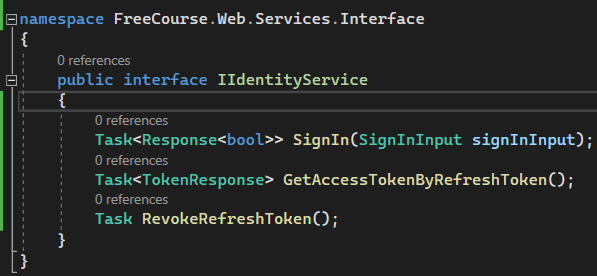 namespace FreeCourse.Web.Services.Interface
{
0 references
public interface IIdentityService
{
0 references
Task<Response<bool>> SignIn(SignInInput signInInput);
0 references
Task<TokenResponse> GetAccessTokenByRefreshToken();
0 references
Task RevokeRefreshToken();
}
}